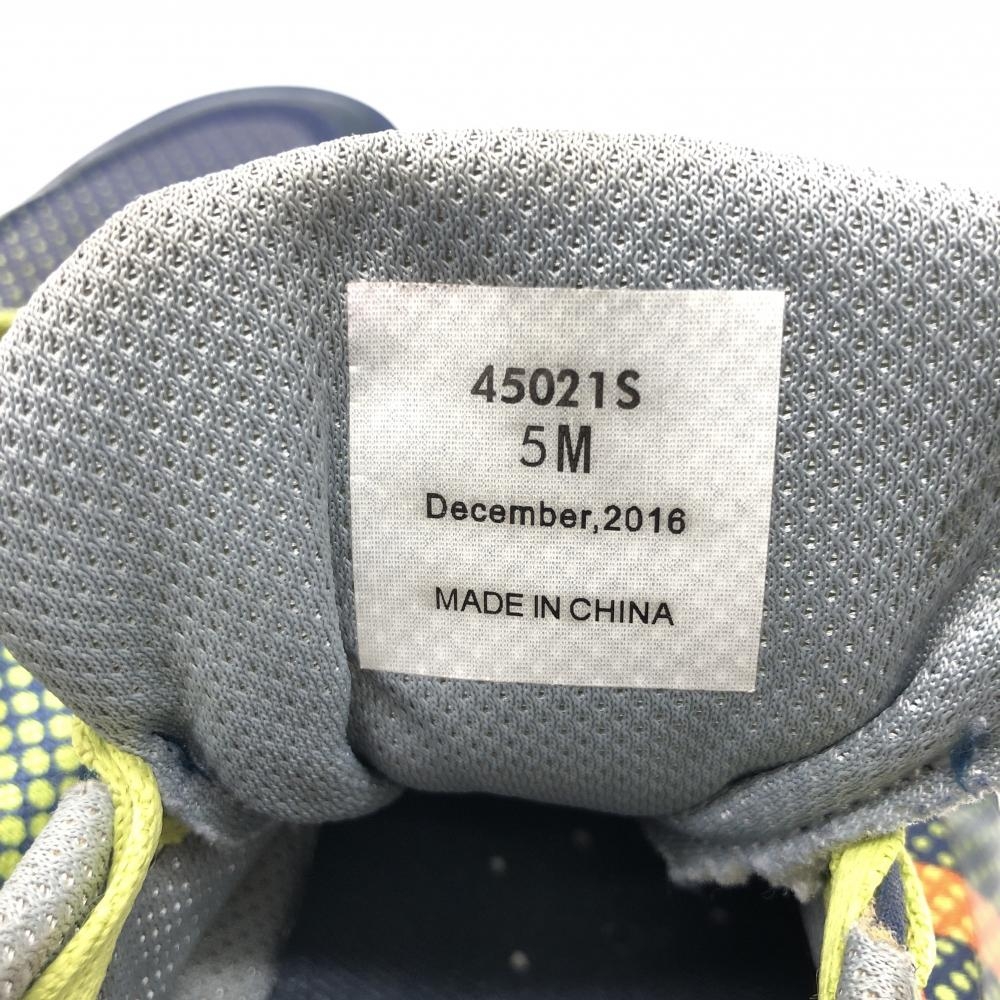 45021S
5M
December,2016
MADE IN CHINA